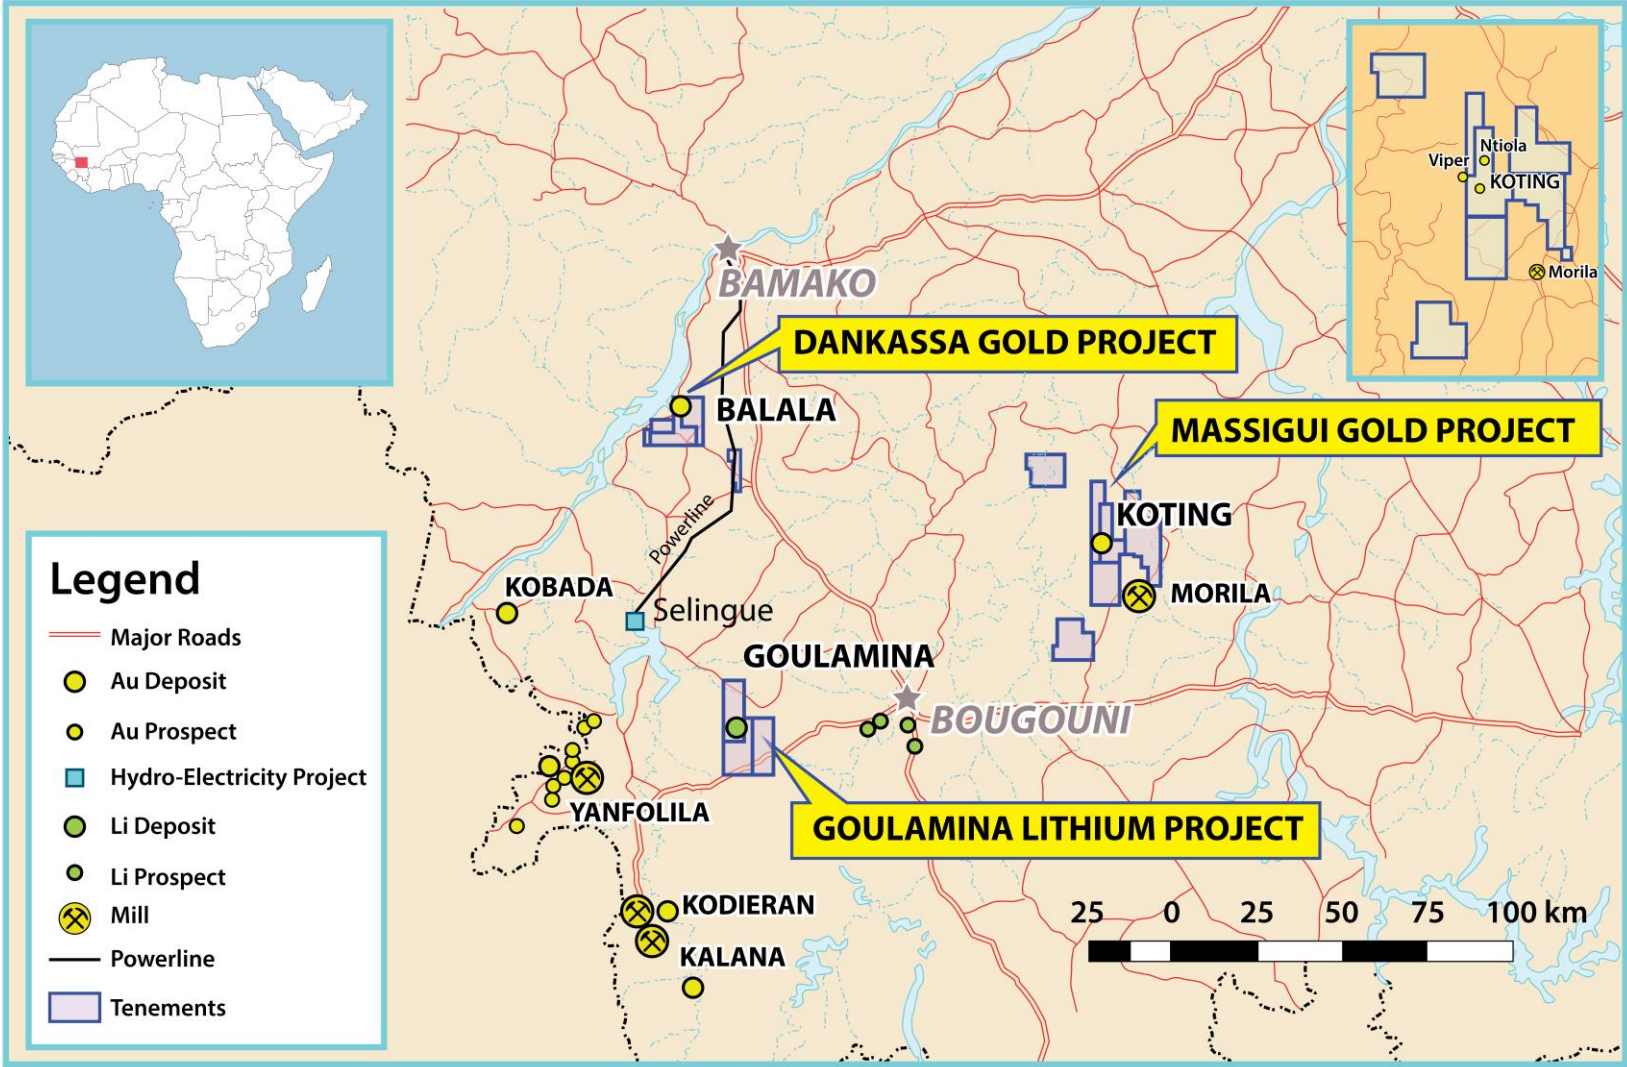 Ntiola
Viper
KOTING
Morila
BAMAKO
DANKASSA GOLD PROJECT
BALALA
MASSIGUI GOLD PROJECT
KOTING
Powerline
KOBADA
Selingue
MORILA
GOULAMINA
BOUGOUNI
YANFOLILA
GOULAMINA LITHIUM PROJECT
KODIERAN
KALANA
25 0 25 50 75 100 km
Legend
Major Roads
Au Deposit
Au Prospect
Hydro-Electricity Project
Li Deposit
Li Prospect
Mill
Powerline
Tenements